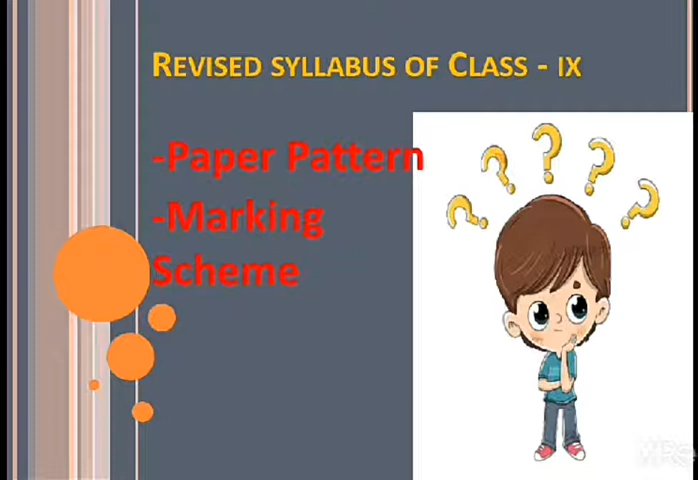 REVISED SYLLABUS OF CLASS - IX
-Paper Pattern
-Marking
Scheme